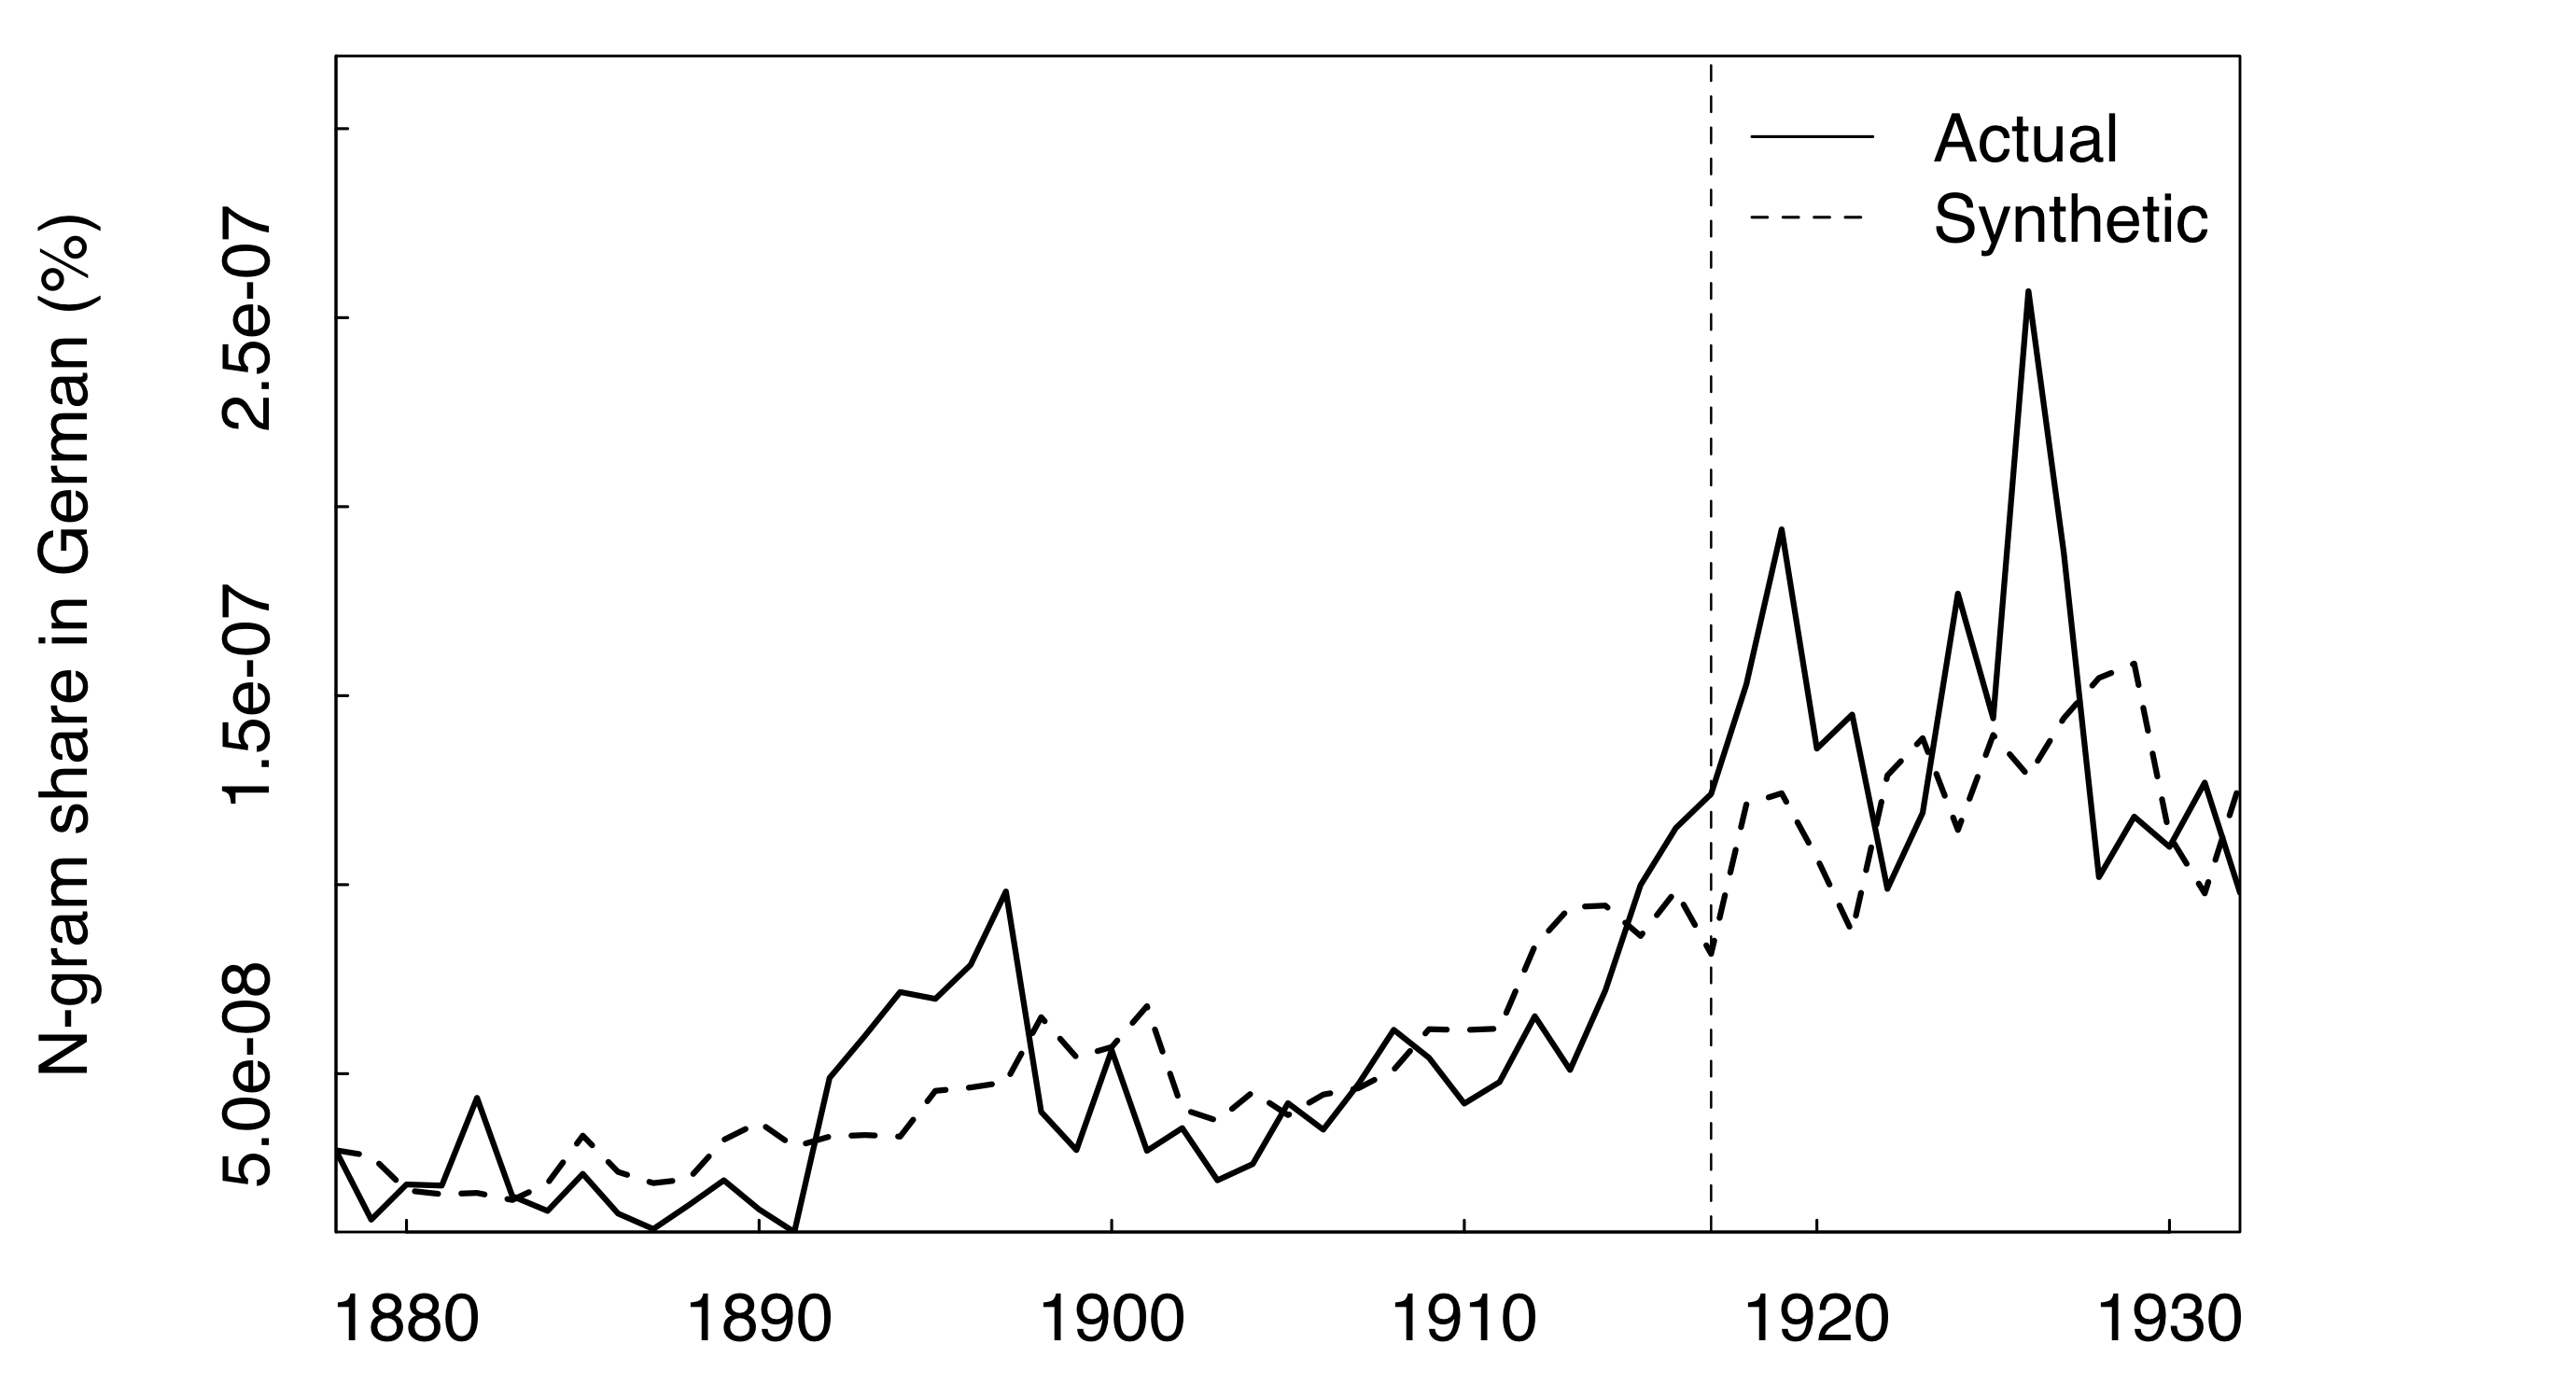 N-gram share in German (%)
2.5e-07
1.5e-07
5.0e-08
Actual
Synthetic
1880 1890 1900 1910 1920 1930